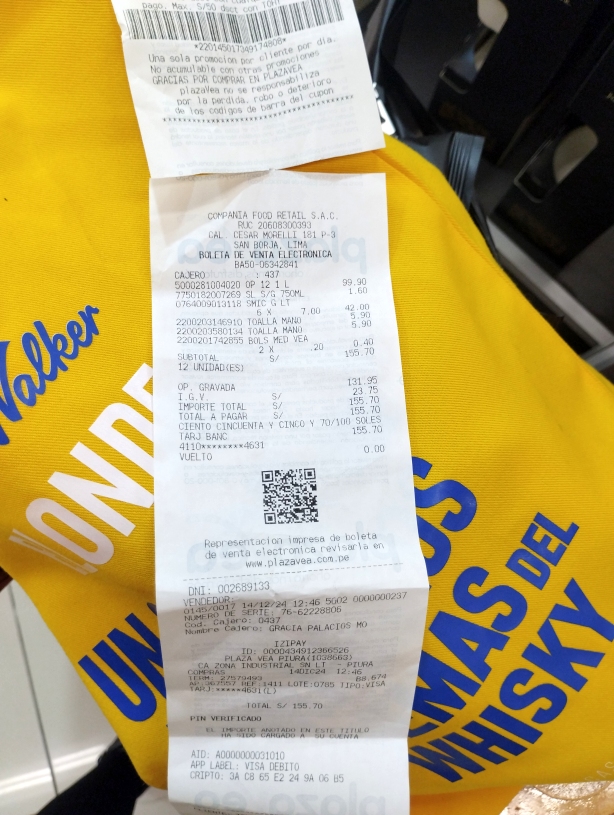 pago. Max. S/50 dsct con TOH
*220145017349174808*
Una sola promocion por cliente por dia.
No acumulable con otras promociones
GRACIAS POR COMPRAR EN PLAZAVEA
plazaVea no se responsabiliza
por la perdida, robo o deterioro
de los codigos de barra del cupon
COMPANIA FOOD RETAIL S.A.C.
RUC 20608300393
CAL. CESAR MORELLI 181 P-3
SAN BORJA, LIMA
BOLETA DE VENTA ELECTRONICA
BA50-06342841
CAJERO : 437
5000281004020 OP 12 1 L 99.90
7750182007269 SL S/G 750ML 1.60
0764009013118 SMIC G LT
6 X 7.00 42.00
2200203146910 TOALLA MANO 5.90
2200203580134 TOALLA MANO 5.90
2200201742855 BOLS MED VEA
2 X .20 0.40
SUBTOTAL S/ 155.70
12 UNIDAD(ES)
OP. GRAVADA 131.95
I.G.V. S/ 23.75
IMPORTE TOTAL S/ 155.70
TOTAL A PAGAR S/ 155.70
CIENTO CINCUENTA Y CINCO Y 70/100 SOLES
TARJ BANC 155.70
4110********4631
VUELTO 0.00
Representacion impresa de boleta
de venta electronica revisarla en
www.plazavea.com.pe
DNI: 002689133
VENDEDOR:
0145/0017 14/12/24 12:46 5002 0000000237
NUMERO DE SERIE: 76-62228806
Cod. Cajero: 0437
Nombre Cajero: GRACIA PALACIOS MO
IZIPAY
ID: 0000434912366526
PLAZA VEA PIURA(1038663)
CA ZONA INDUSTRIAL SN LI - PIURA
COMPRAS 14DIC24 12:46
TERM: 27579493 B8.674
AP:367557 REF:1411 LOTE:0785 TIPO:VISA
TARJ:*****4631(L)
TOTAL S/ 155.70
PIN VERIFICADO
EL IMPORTE ANOTADO EN ESTE TITULO
HA SIDO CARGADO A SU CUENTA
AID: A0000000031010
APP LABEL: VISA DEBITO
CRIPTO: 3A C8 65 E2 24 9A 06 B5
Walker
DEL
WHISKY